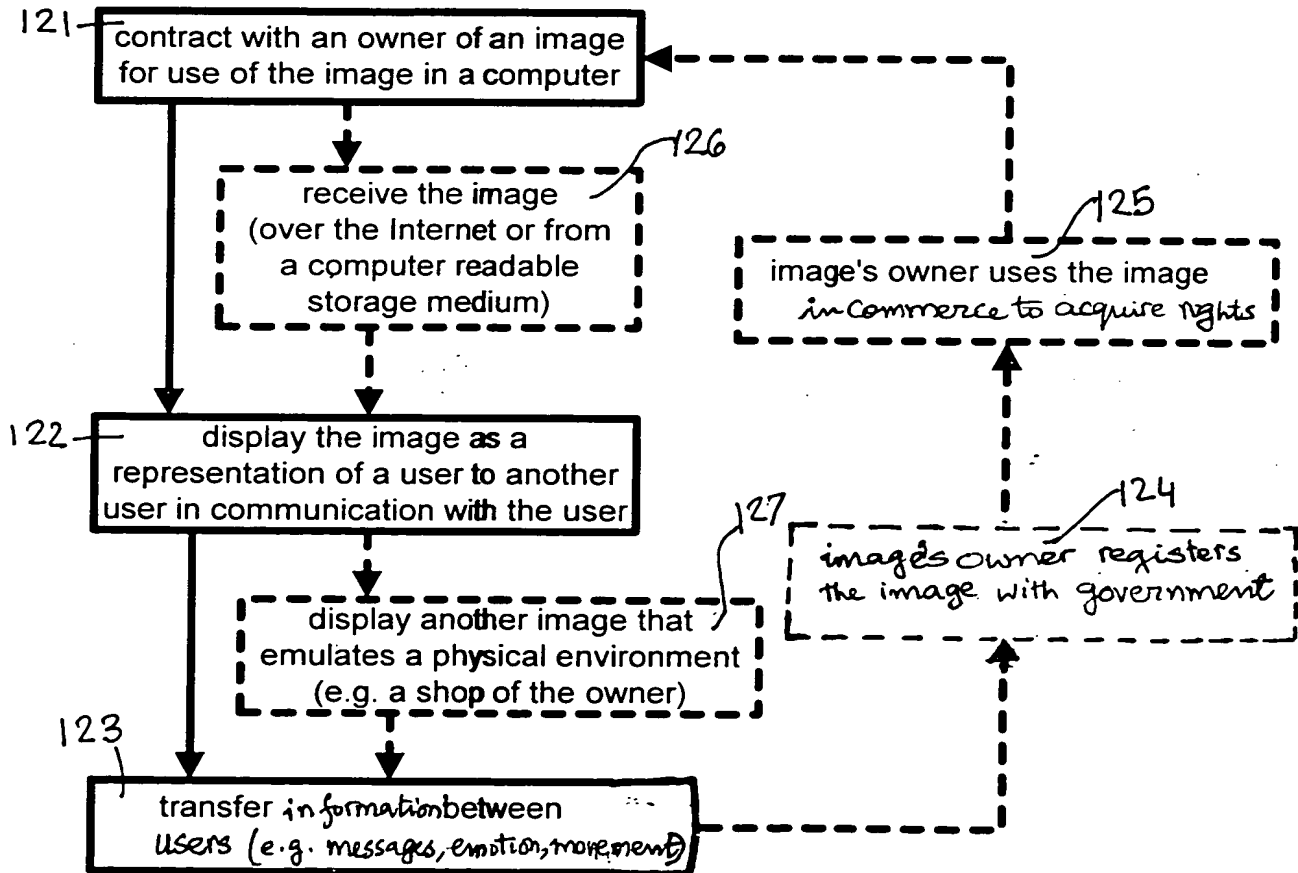 121
contract with an owner of an image
for use of the image in a computer
126
receive the image
(over the Internet or from
a computer readable
storage medium)
125
image's owner uses the image
in commerce to acquire rights
122
display the image as a
representation of a user to another
user in communication with the user
127
display another image that
emulates a physical environment
(e.g. a shop of the owner)
124
image's owner registers
the image with government
123
transfer information between
users (e.g. messages, emotion, movement)